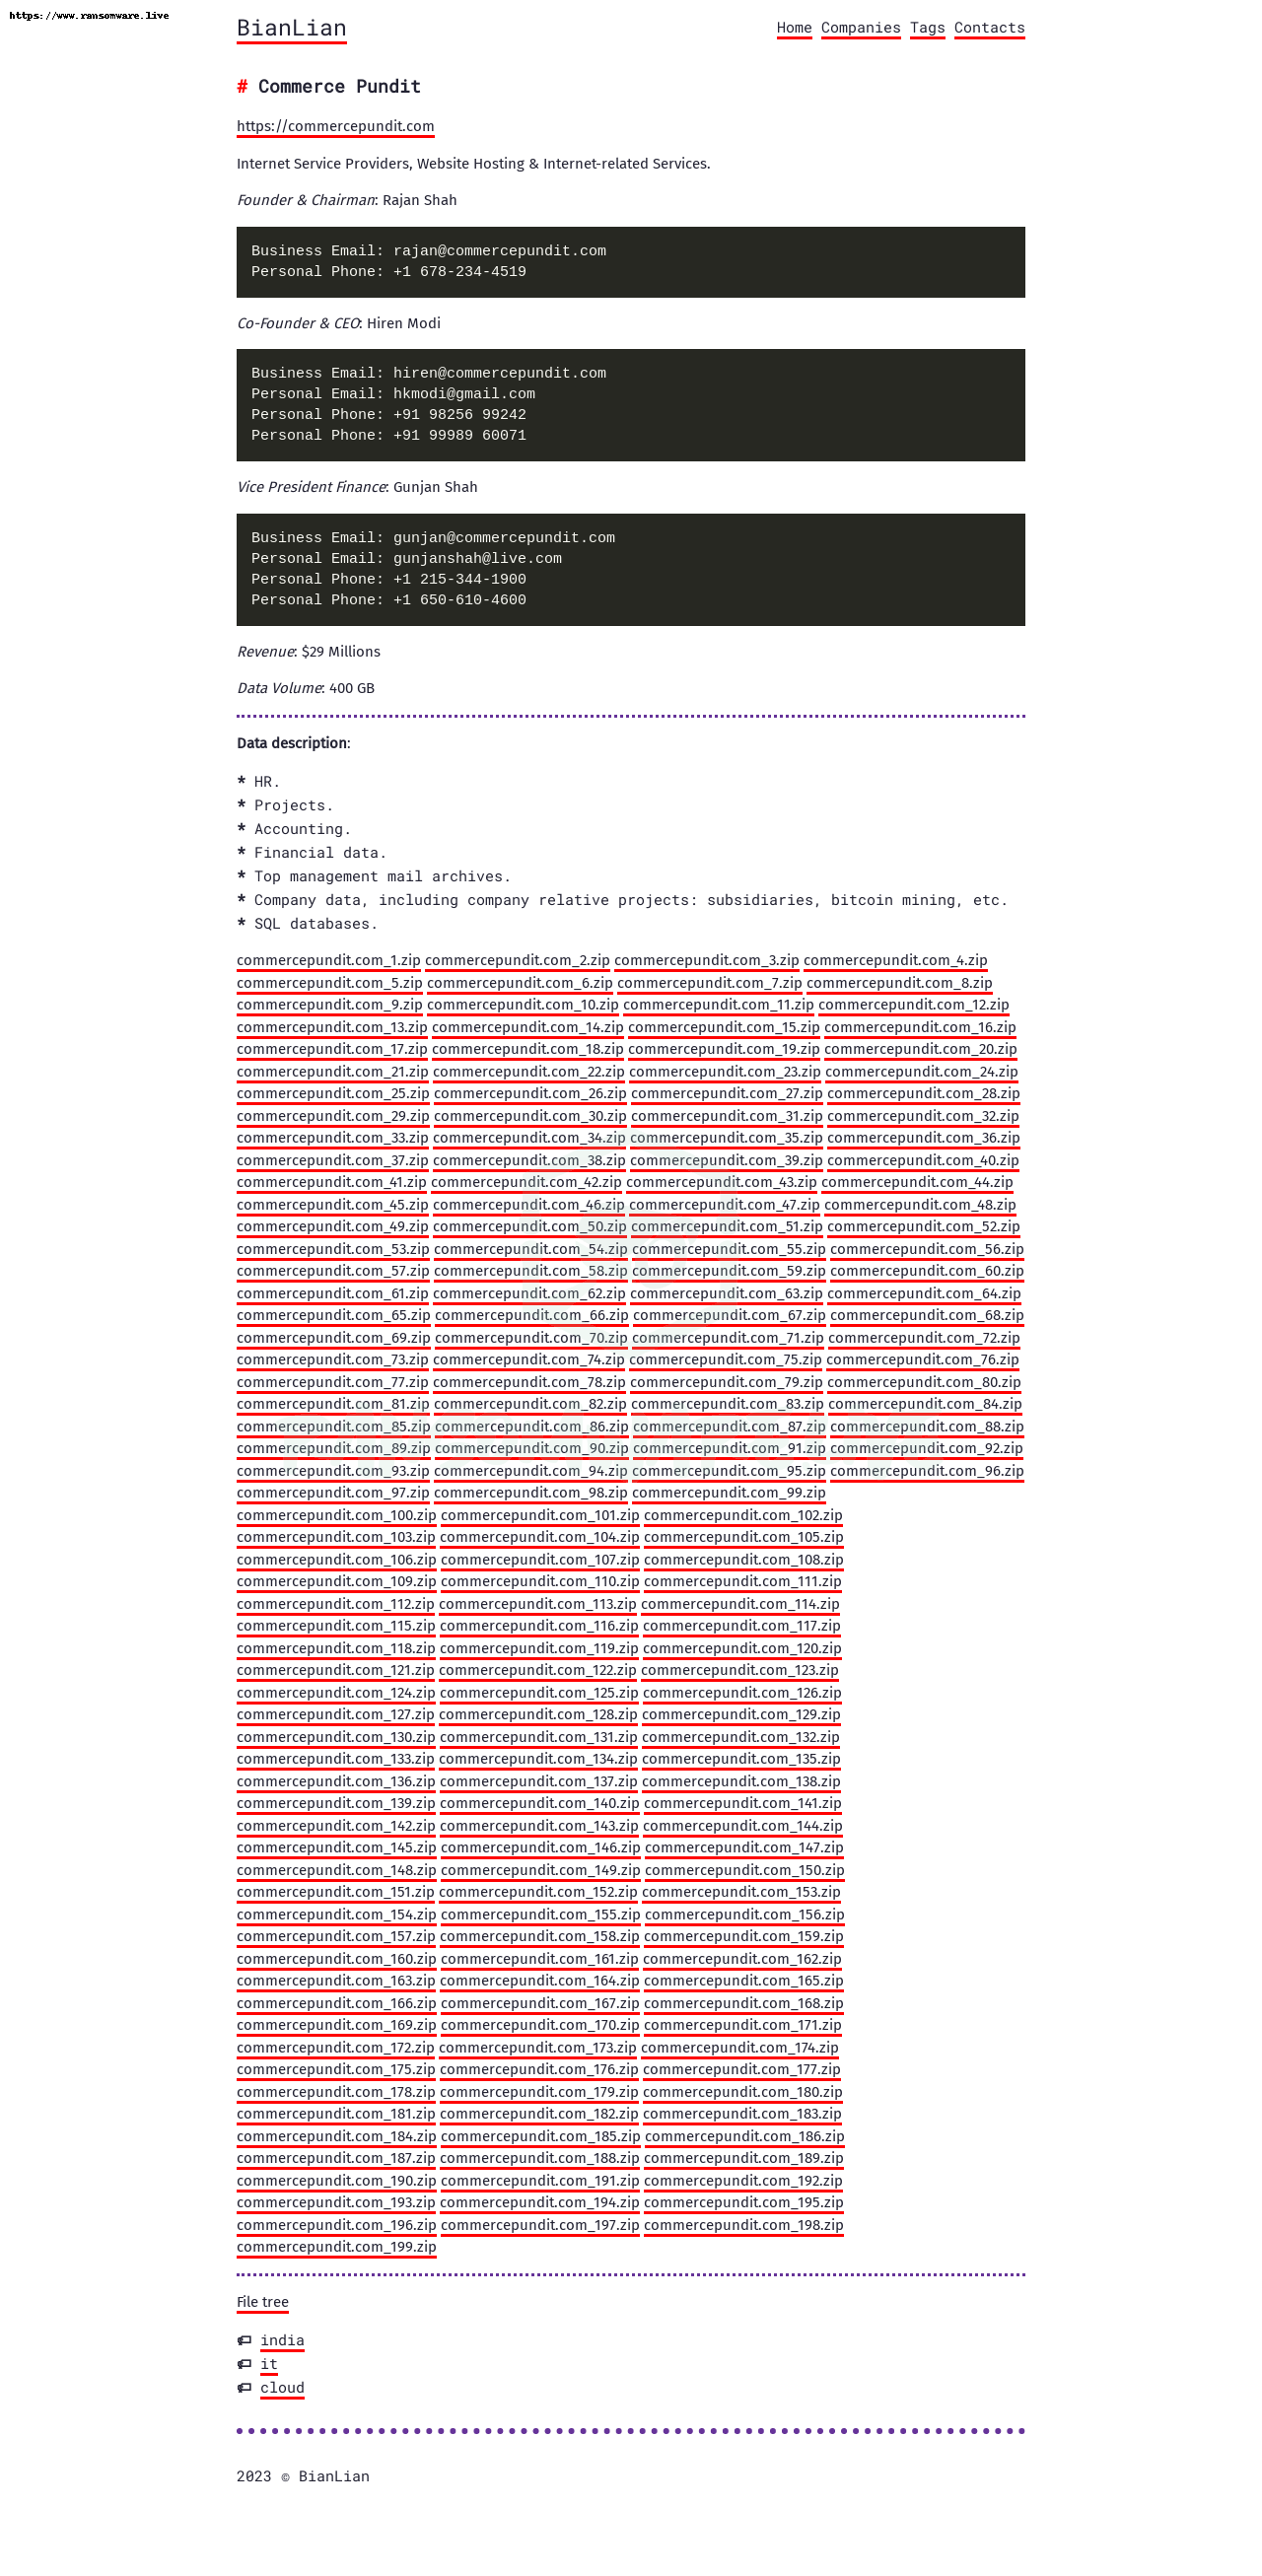 https://www.ransomware.live
BianLian
Home Companies Tags Contacts
# Commerce Pundit
https://commercepundit.com
Internet Service Providers, Website Hosting & Internet-related Services.
Founder & Chairman: Rajan Shah
Business Email: rajan@commercepundit.com
Personal Phone: +1 678-234-4519
Co-Founder & CEO: Hiren Modi
Business Email: hiren@commercepundit.com
Personal Email: hkmodi@gmail.com
Personal Phone: +91 98256 99242
Personal Phone: +91 99989 60071
Vice President Finance: Gunjan Shah
Business Email: gunjan@commercepundit.com
Personal Email: gunjanshah@live.com
Personal Phone: +1 215-344-1900
Personal Phone: +1 650-610-4600
Revenue: $29 Millions
Data Volume: 400 GB
Data description:
* HR.
* Projects.
* Accounting.
* Financial data.
* Top management mail archives.
* Company data, including company relative projects: subsidiaries, bitcoin mining, etc.
* SQL databases.
commercepundit.com_1.zip commercepundit.com_2.zip commercepundit.com_3.zip commercepundit.com_4.zip
commercepundit.com_5.zip commercepundit.com_6.zip commercepundit.com_7.zip commercepundit.com_8.zip
commercepundit.com_9.zip commercepundit.com_10.zip commercepundit.com_11.zip commercepundit.com_12.zip
commercepundit.com_13.zip commercepundit.com_14.zip commercepundit.com_15.zip commercepundit.com_16.zip
commercepundit.com_17.zip commercepundit.com_18.zip commercepundit.com_19.zip commercepundit.com_20.zip
commercepundit.com_21.zip commercepundit.com_22.zip commercepundit.com_23.zip commercepundit.com_24.zip
commercepundit.com_25.zip commercepundit.com_26.zip commercepundit.com_27.zip commercepundit.com_28.zip
commercepundit.com_29.zip commercepundit.com_30.zip commercepundit.com_31.zip commercepundit.com_32.zip
commercepundit.com_33.zip commercepundit.com_34.zip commercepundit.com_35.zip commercepundit.com_36.zip
commercepundit.com_37.zip commercepundit.com_38.zip commercepundit.com_39.zip commercepundit.com_40.zip
commercepundit.com_41.zip commercepundit.com_42.zip commercepundit.com_43.zip commercepundit.com_44.zip
commercepundit.com_45.zip commercepundit.com_46.zip commercepundit.com_47.zip commercepundit.com_48.zip
commercepundit.com_49.zip commercepundit.com_50.zip commercepundit.com_51.zip commercepundit.com_52.zip
commercepundit.com_53.zip commercepundit.com_54.zip commercepundit.com_55.zip commercepundit.com_56.zip
commercepundit.com_57.zip commercepundit.com_58.zip commercepundit.com_59.zip commercepundit.com_60.zip
commercepundit.com_61.zip commercepundit.com_62.zip commercepundit.com_63.zip commercepundit.com_64.zip
commercepundit.com_65.zip commercepundit.com_66.zip commercepundit.com_67.zip commercepundit.com_68.zip
commercepundit.com_69.zip commercepundit.com_70.zip commercepundit.com_71.zip commercepundit.com_72.zip
commercepundit.com_73.zip commercepundit.com_74.zip commercepundit.com_75.zip commercepundit.com_76.zip
commercepundit.com_77.zip commercepundit.com_78.zip commercepundit.com_79.zip commercepundit.com_80.zip
commercepundit.com_81.zip commercepundit.com_82.zip commercepundit.com_83.zip commercepundit.com_84.zip
commercepundit.com_85.zip commercepundit.com_86.zip commercepundit.com_87.zip commercepundit.com_88.zip
commercepundit.com_89.zip commercepundit.com_90.zip commercepundit.com_91.zip commercepundit.com_92.zip
commercepundit.com_93.zip commercepundit.com_94.zip commercepundit.com_95.zip commercepundit.com_96.zip
commercepundit.com_97.zip commercepundit.com_98.zip commercepundit.com_99.zip
commercepundit.com_100.zip commercepundit.com_101.zip commercepundit.com_102.zip
commercepundit.com_103.zip commercepundit.com_104.zip commercepundit.com_105.zip
commercepundit.com_106.zip commercepundit.com_107.zip commercepundit.com_108.zip
commercepundit.com_109.zip commercepundit.com_110.zip commercepundit.com_111.zip
commercepundit.com_112.zip commercepundit.com_113.zip commercepundit.com_114.zip
commercepundit.com_115.zip commercepundit.com_116.zip commercepundit.com_117.zip
commercepundit.com_118.zip commercepundit.com_119.zip commercepundit.com_120.zip
commercepundit.com_121.zip commercepundit.com_122.zip commercepundit.com_123.zip
commercepundit.com_124.zip commercepundit.com_125.zip commercepundit.com_126.zip
commercepundit.com_127.zip commercepundit.com_128.zip commercepundit.com_129.zip
commercepundit.com_130.zip commercepundit.com_131.zip commercepundit.com_132.zip
commercepundit.com_133.zip commercepundit.com_134.zip commercepundit.com_135.zip
commercepundit.com_136.zip commercepundit.com_137.zip commercepundit.com_138.zip
commercepundit.com_139.zip commercepundit.com_140.zip commercepundit.com_141.zip
commercepundit.com_142.zip commercepundit.com_143.zip commercepundit.com_144.zip
commercepundit.com_145.zip commercepundit.com_146.zip commercepundit.com_147.zip
commercepundit.com_148.zip commercepundit.com_149.zip commercepundit.com_150.zip
commercepundit.com_151.zip commercepundit.com_152.zip commercepundit.com_153.zip
commercepundit.com_154.zip commercepundit.com_155.zip commercepundit.com_156.zip
commercepundit.com_157.zip commercepundit.com_158.zip commercepundit.com_159.zip
commercepundit.com_160.zip commercepundit.com_161.zip commercepundit.com_162.zip
commercepundit.com_163.zip commercepundit.com_164.zip commercepundit.com_165.zip
commercepundit.com_166.zip commercepundit.com_167.zip commercepundit.com_168.zip
commercepundit.com_169.zip commercepundit.com_170.zip commercepundit.com_171.zip
commercepundit.com_172.zip commercepundit.com_173.zip commercepundit.com_174.zip
commercepundit.com_175.zip commercepundit.com_176.zip commercepundit.com_177.zip
commercepundit.com_178.zip commercepundit.com_179.zip commercepundit.com_180.zip
commercepundit.com_181.zip commercepundit.com_182.zip commercepundit.com_183.zip
commercepundit.com_184.zip commercepundit.com_185.zip commercepundit.com_186.zip
commercepundit.com_187.zip commercepundit.com_188.zip commercepundit.com_189.zip
commercepundit.com_190.zip commercepundit.com_191.zip commercepundit.com_192.zip
commercepundit.com_193.zip commercepundit.com_194.zip commercepundit.com_195.zip
commercepundit.com_196.zip commercepundit.com_197.zip commercepundit.com_198.zip
commercepundit.com_199.zip
File tree
india
it
cloud
2023 © BianLian